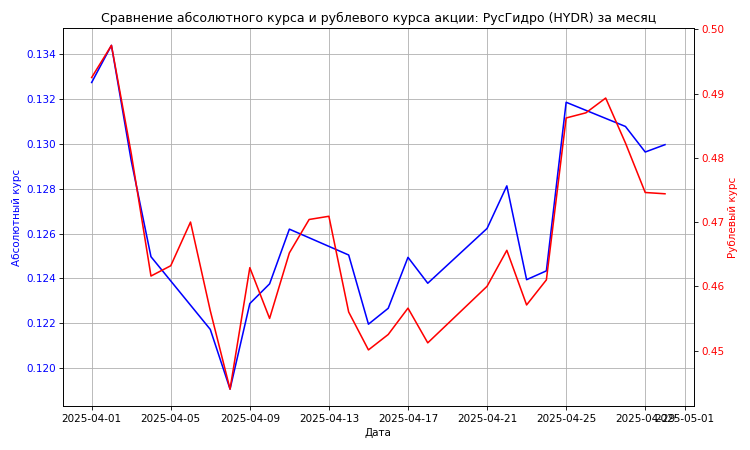 Сравнение абсолютного курса и рублевого курса акции: РусГидро (HYDR) за месяц
0.134
0.132
0.130
0.128
0.126
0.124
0.122
0.120
Абсолютный курс
0.50
0.49
0.48
0.47
0.46
0.45
Рублевый курс
2025-04-01 2025-04-05 2025-04-09 2025-04-13 2025-04-17 2025-04-21 2025-04-25 2025-04-29 2025-05-01
Дата